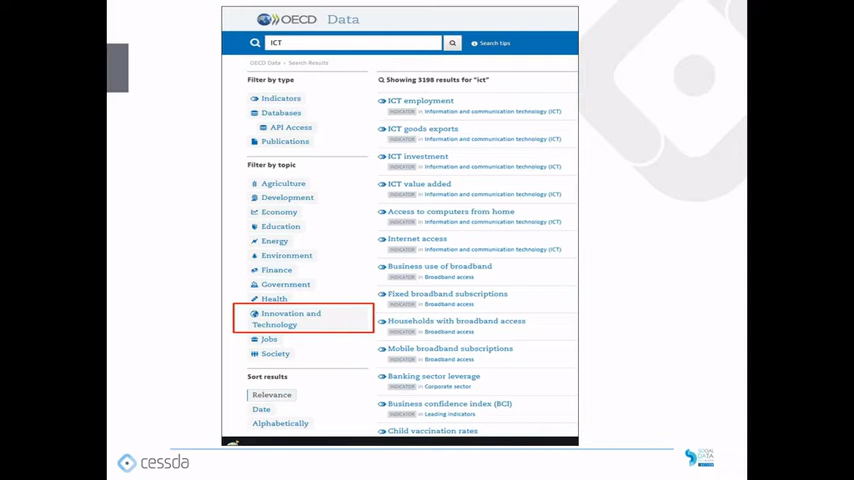 OECD Data
ICT
Search tips
OECD Data Search Results
Filter by type
Indicators
Databases
API Access
Publications
Filter by topic
Agriculture
Development
Economy
Education
Energy
Environment
Finance
Government
Health
Innovation and
Technology
Jobs
Society
Sort results
Relevance
Date
Alphabetically
Showing 3198 results for "ict"
ICT employment
INDICATOR in Information and communication technology (ICT)
ICT goods exports
INDICATOR in Information and communication technology (ICT)
ICT investment
INDICATOR in Information and communication technology (ICT)
ICT value added
INDICATOR in Information and communication technology (ICT)
Access to computers from home
INDICATOR in Information and communication technology (ICT)
Internet access
INDICATOR in Information and communication technology (ICT)
Business use of broadband
INDICATOR in Broadband access
Fixed broadband subscriptions
INDICATOR in Broadband access
Households with broadband access
INDICATOR in Broadband access
Mobile broadband subscriptions
INDICATOR in Broadband access
Banking sector leverage
INDICATOR in Corporate sector
Business confidence index (BCI)
INDICATOR in Leading indicators
Child vaccination rates
cessda
SOCIAL
DATA